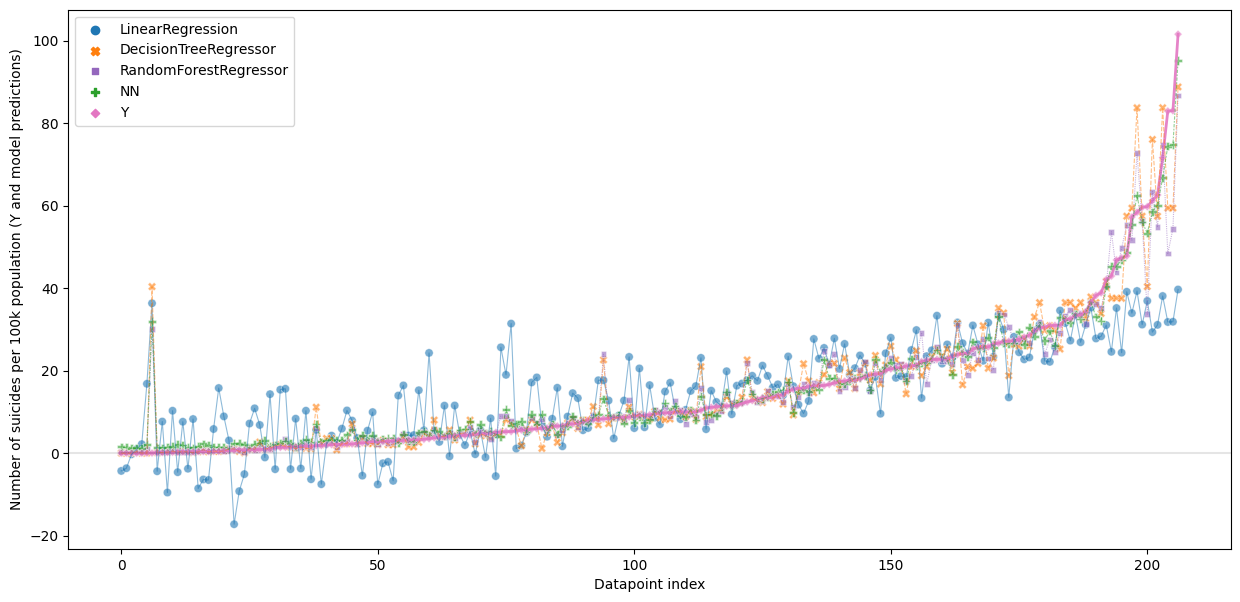 LinearRegression
DecisionTreeRegressor
RandomForestRegressor
NN
Y
Number of suicides per 100k population (Y and model predictions)
100
80
60
40
20
0
−20
0
50
100
150
200
Datapoint index